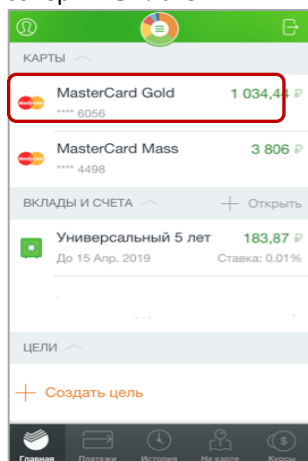 КАРТЫ
MasterCard Gold 1 034,44 ₽
**** 6056
MasterCard Mass 3 806 ₽
**** 4498
ВКЛАДЫ И СЧЕТА + Открыть
Универсальный 5 лет 183,87 ₽
До 15 Апр. 2019 Ставка: 0.01%
ЦЕЛИ
+ Создать цель
Главная Платежи История На карте Курсы